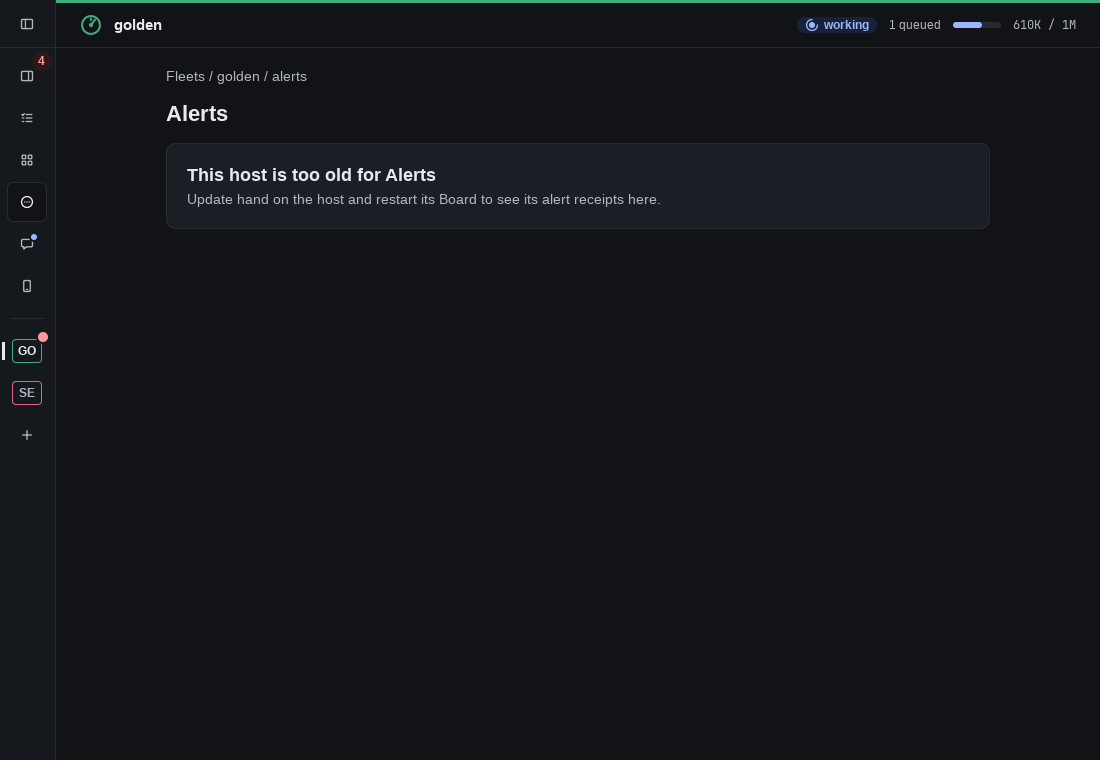 golden
working
1 queued
610K / 1M
4
Fleets / golden / alerts
Alerts
This host is too old for Alerts
Update hand on the host and restart its Board to see its alert receipts here.
GO
SE